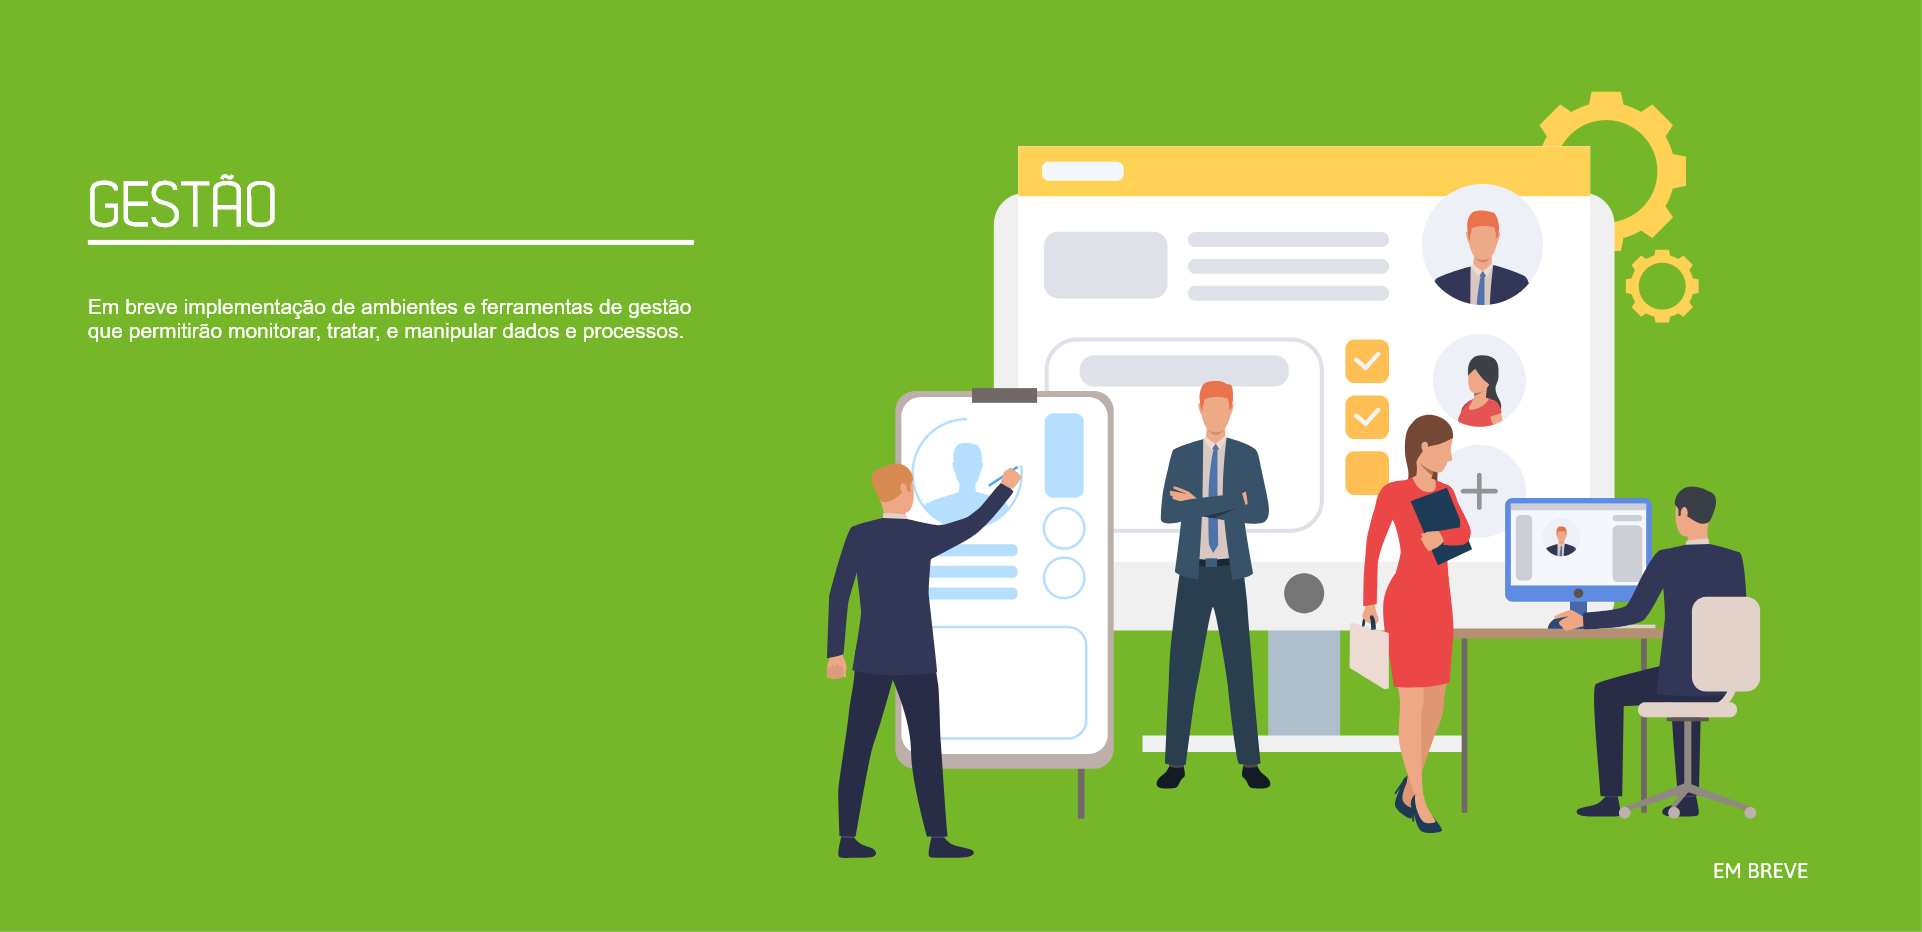 GESTÃO
Em breve implementação de ambientes e ferramentas de gestão
que permitirão monitorar, tratar, e manipular dados e processos.
EM BREVE